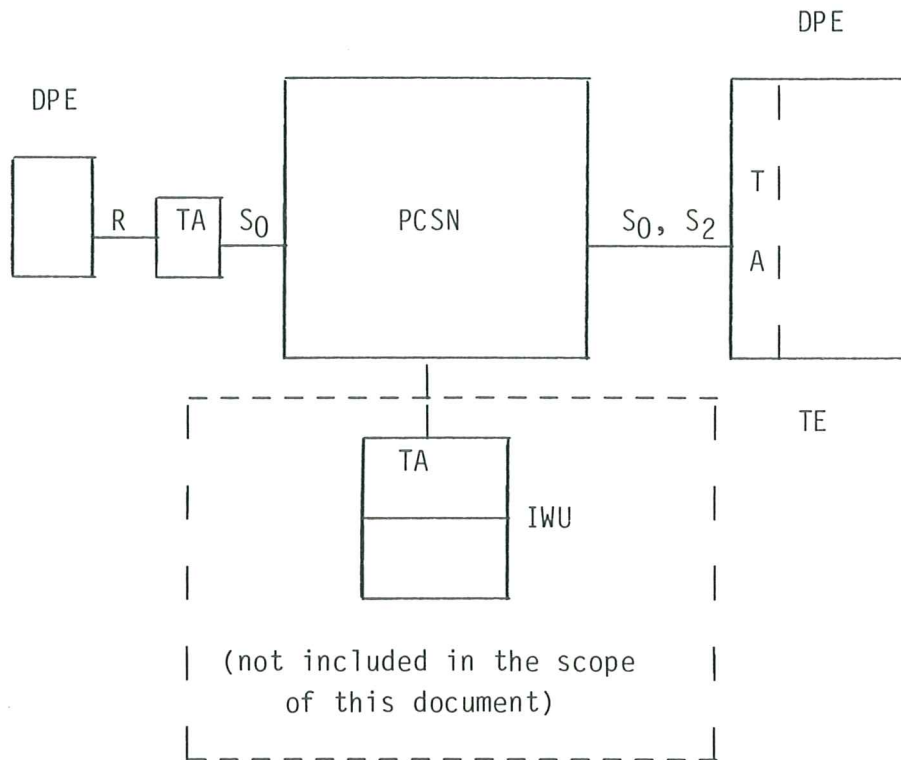 DPE
DPE
R
TA
S0
PCSN
S0, S2
T
A
TE
TA
IWU
(not included in the scope
of this document)